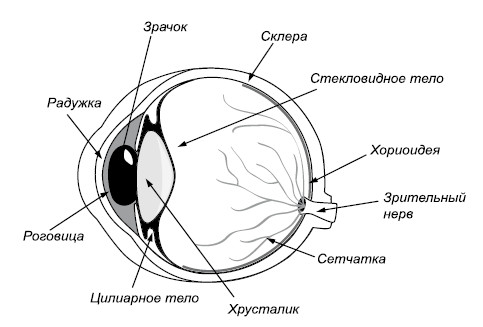 Зрачок
Склера
Стекловидное тело
Радужка
Хориоидея
Зрительный
нерв
Роговица
Сетчатка
Цилиарное тело
Хрусталик